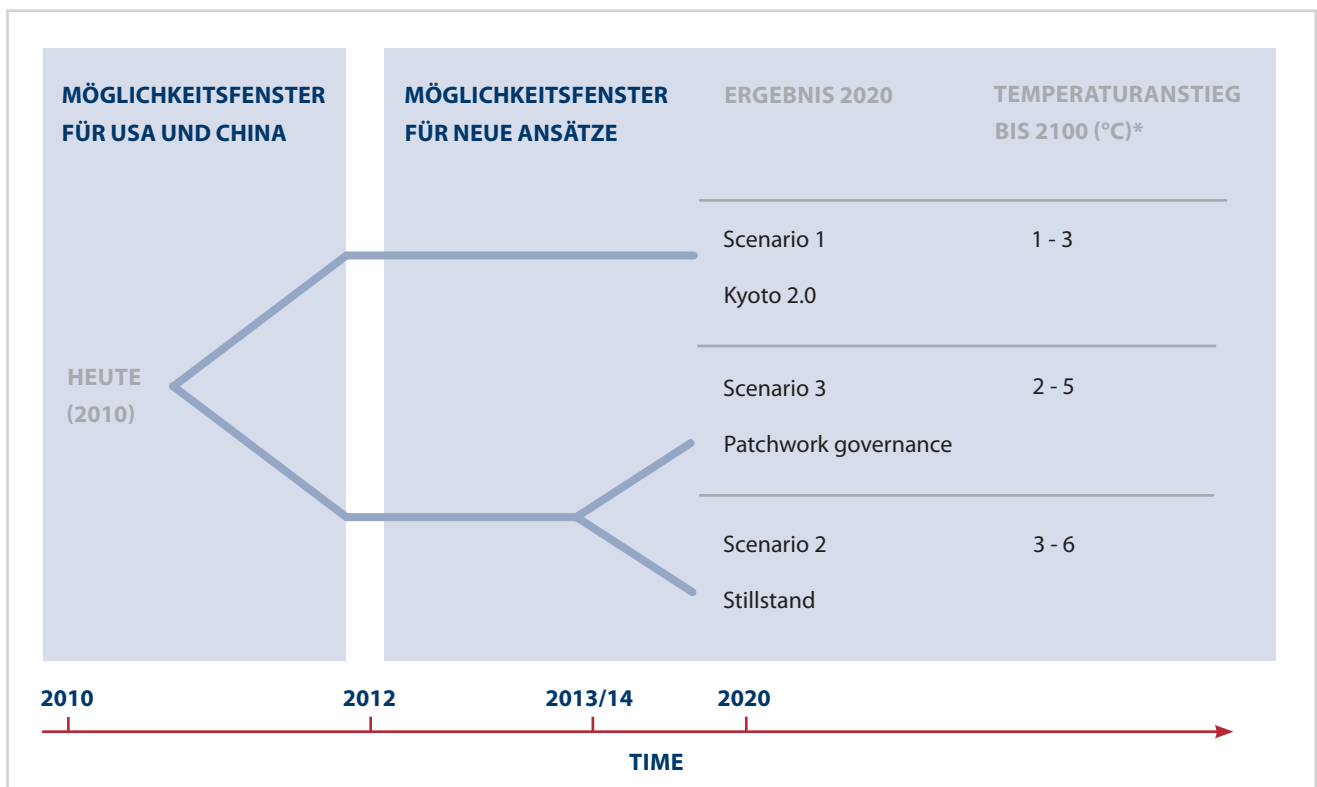 MÖGLICHKEITSFENSTER
FÜR USA UND CHINA
MÖGLICHKEITSFENSTER
FÜR NEUE ANSÄTZE
ERGEBNIS 2020
TEMPERATURANSTIEG
BIS 2100 (°C)*
HEUTE
(2010)
Scenario 1
1 - 3
Kyoto 2.0
Scenario 3
2 - 5
Patchwork governance
Scenario 2
3 - 6
Stillstand
2010
2012
2013/14
2020
TIME